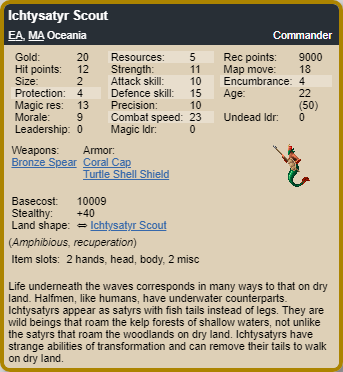 Ichtysatyr Scout
EA, MA Oceania Commander
Gold: 20 Resources: 5 Rec points: 9000
Hit points: 12 Strength: 11 Map move: 18
Size: 2 Attack skill: 10 Encumbrance: 4
Protection: 4 Defence skill: 15 Age: 22
Magic res: 13 Precision: 10 (50)
Morale: 9 Combat speed: 23 Undead ldr: 0
Leadership: 0 Magic ldr: 0
Weapons: Armor:
Bronze Spear Coral Cap
Turtle Shell Shield
Basecost: 10009
Stealthy: +40
Land shape: ⇔ Ichtysatyr Scout
(Amphibious, recuperation)
Item slots: 2 hands, head, body, 2 misc
Life underneath the waves corresponds in many ways to that on dry
land. Halfmen, like humans, have underwater counterparts.
Ichtysatyrs appear as satyrs with fish tails instead of legs. They are
wild beings that roam the kelp forests of shallow waters, not unlike
the satyrs that roam the woodlands on dry land. Ichtysatyrs have
strange abilities of transformation and can remove their tails to walk
on dry land.